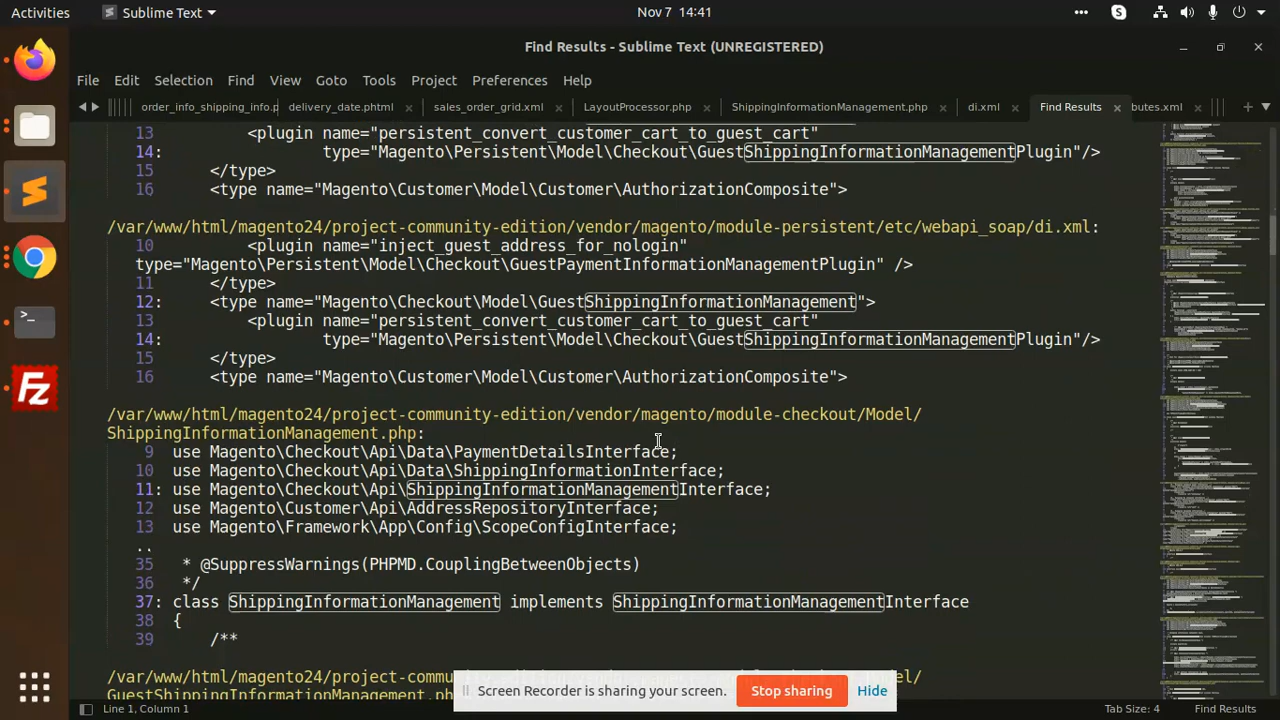 Activities
Sublime Text
Nov 7 14:41
Find Results - Sublime Text (UNREGISTERED)
File Edit Selection Find View Goto Tools Project Preferences Help
order_info_shipping_info.p delivery_date.phtml sales_order_grid.xml LayoutProcessor.php ShippingInformationManagement.php di.xml Find Results butes.xml
13 <plugin name="persistent_convert_customer_cart_to_guest_cart"
14: type="Magento\Persistent\Model\Checkout\GuestShippingInformationManagementPlugin"/>
15 </type>
16 <type name="Magento\Customer\Model\Customer\AuthorizationComposite">
/var/www/html/magento24/project-community-edition/vendor/magento/module-persistent/etc/webapi_soap/di.xml:
10 <plugin name="inject_guest_address_for_nologin"
type="Magento\Persistent\Model\Checkout\GuestPaymentInformationManagementPlugin" />
11 </type>
12: <type name="Magento\Checkout\Model\GuestShippingInformationManagement">
13 <plugin name="persistent_convert_customer_cart_to_guest_cart"
14: type="Magento\Persistent\Model\Checkout\GuestShippingInformationManagementPlugin"/>
15 </type>
16 <type name="Magento\Customer\Model\Customer\AuthorizationComposite">
/var/www/html/magento24/project-community-edition/vendor/magento/module-checkout/Model/
ShippingInformationManagement.php:
9 use Magento\Checkout\Api\Data\PaymentDetailsInterface;
10 use Magento\Checkout\Api\Data\ShippingInformationInterface;
11: use Magento\Checkout\Api\ShippingInformationManagementInterface;
12 use Magento\Customer\Api\AddressRepositoryInterface;
13 use Magento\Framework\App\Config\ScopeConfigInterface;
..
35 * @SuppressWarnings(PHPMD.CouplingBetweenObjects)
36 */
37: class ShippingInformationManagement implements ShippingInformationManagementInterface
38 {
39 /**
/var/www/html/magento24/project-commu
GuestShippingInformationManagement.ph
Screen Recorder is sharing your screen. Stop sharing Hide
Line 1, Column 1
Tab Size: 4
Find Results